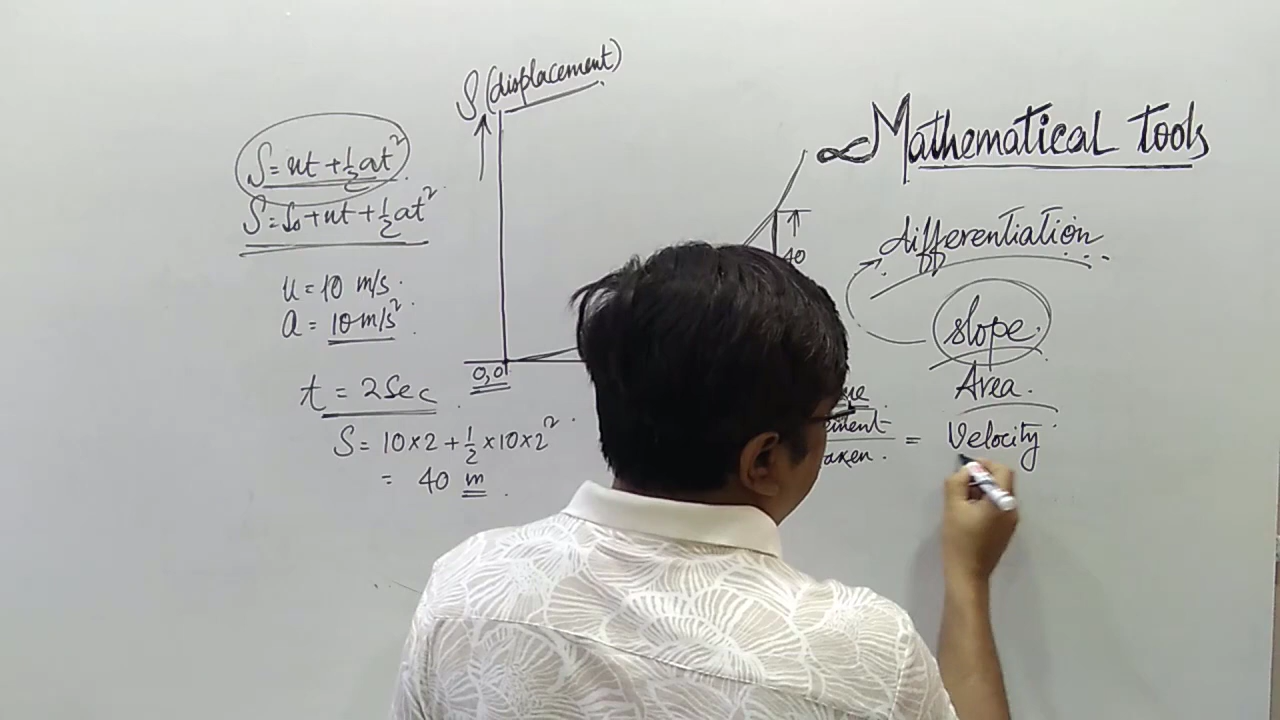 S (displacement)
S = ut + ½at²
S = S₀ + ut + ½at²
u = 10 m/s
a = 10 m/s²
t = 2 Sec
S = 10 × 2 + ½ × 10 × 2²
= 40 m
0,0
40
Mathematical Tools
differentiation
slope
Area
= Velocity